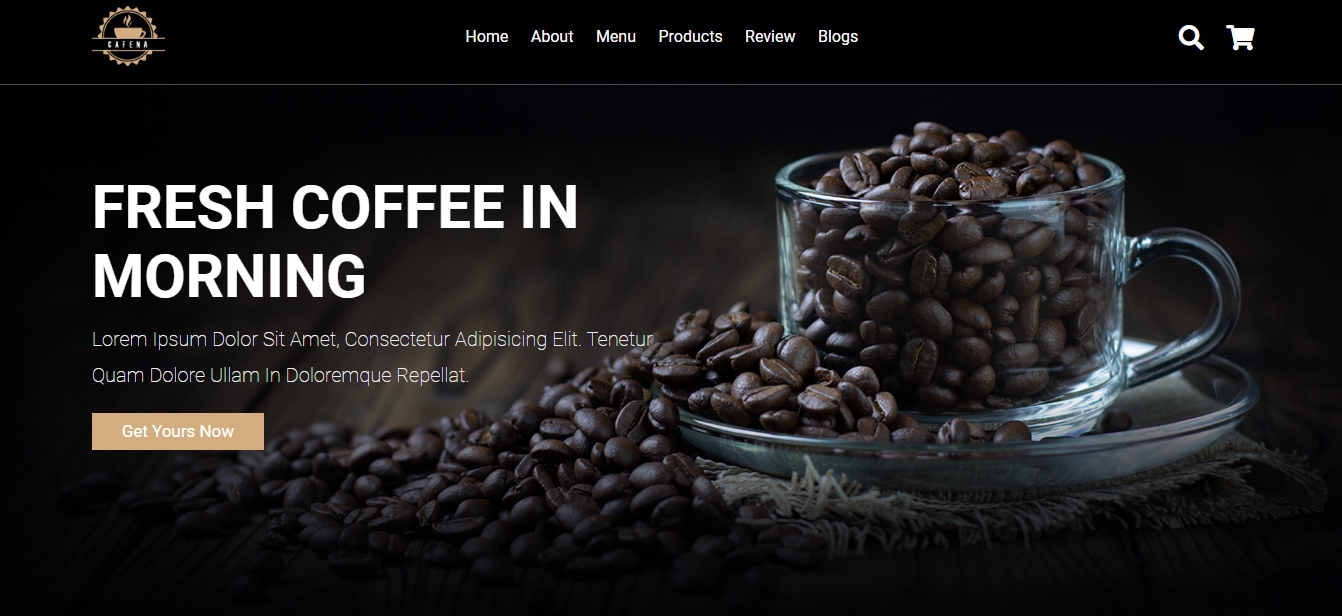 CAFENA
Home About Menu Products Review Blogs
FRESH COFFEE IN
MORNING
Lorem Ipsum Dolor Sit Amet, Consectetur Adipisicing Elit. Tenetur
Quam Dolore Ullam In Doloremque Repellat.
Get Yours Now